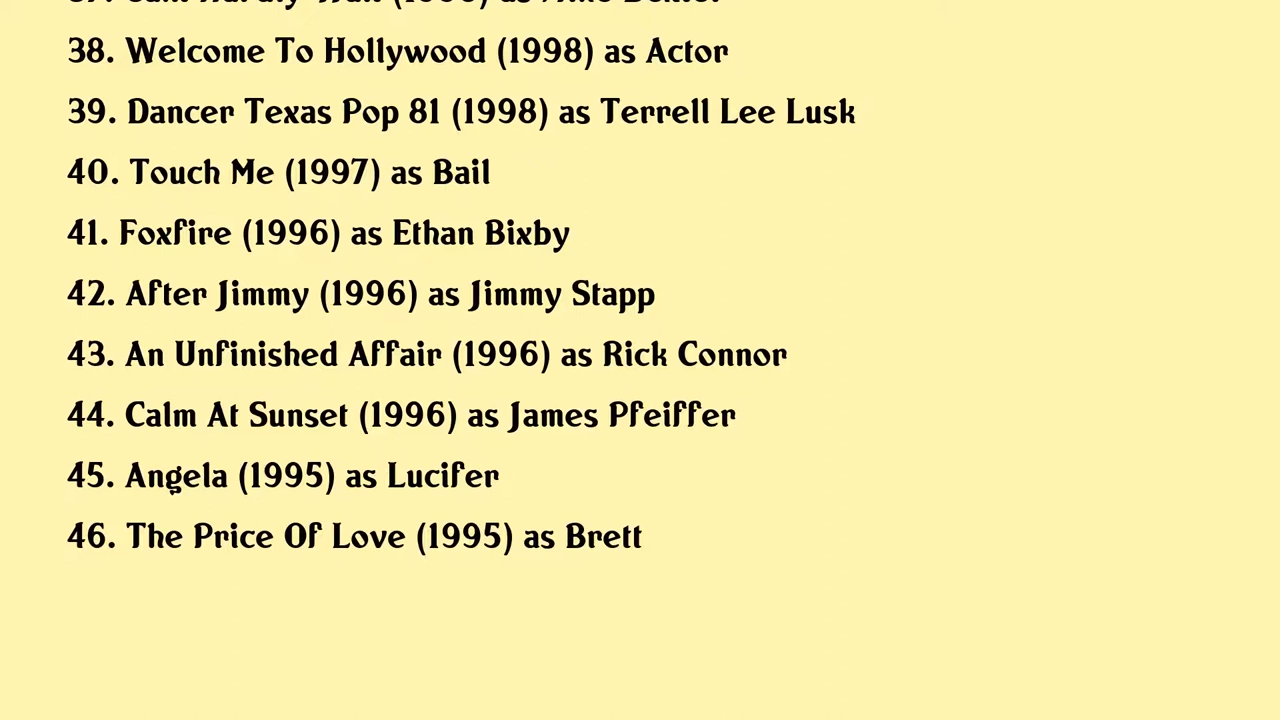 38. Welcome To Hollywood (1998) as Actor
39. Dancer Texas Pop 81 (1998) as Terrell Lee Lusk
40. Touch Me (1997) as Bail
41. Foxfire (1996) as Ethan Bixby
42. After Jimmy (1996) as Jimmy Stapp
43. An Unfinished Affair (1996) as Rick Connor
44. Calm At Sunset (1996) as James Pfeiffer
45. Angela (1995) as Lucifer
46. The Price Of Love (1995) as Brett